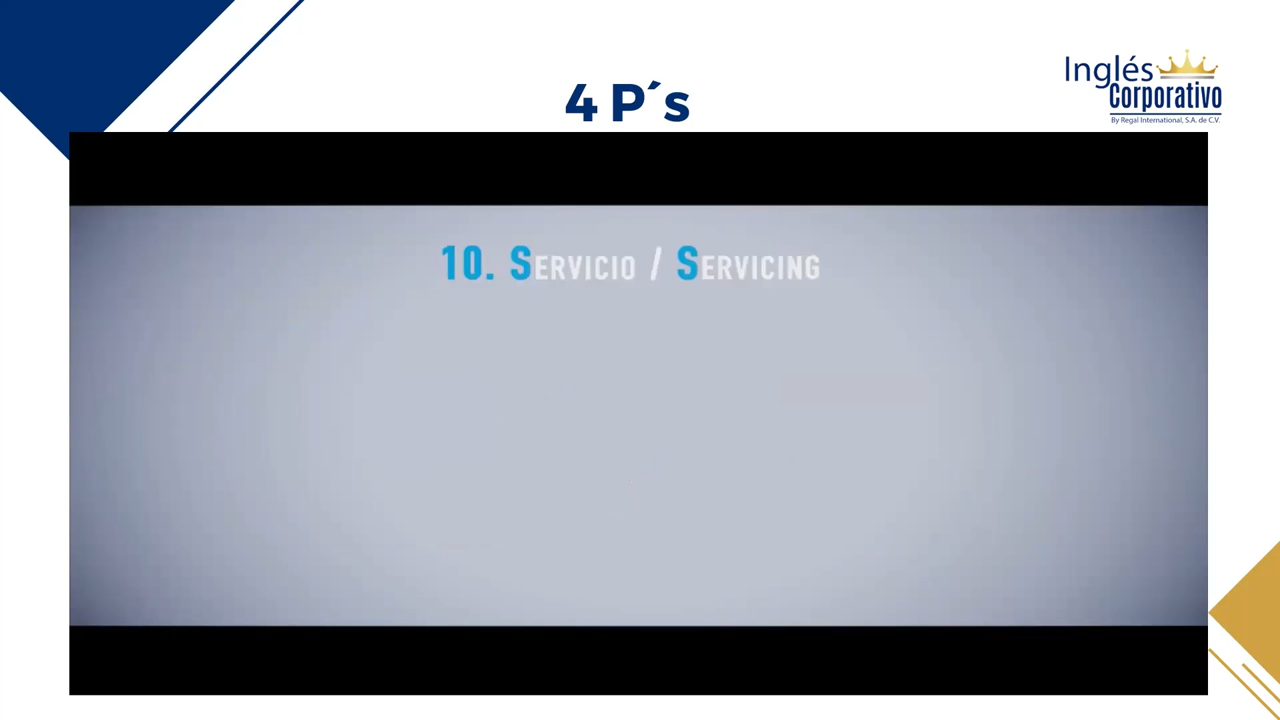 Inglés
Corporativo
By Regal International, S.A. de C.V.
4 P´s
10. Servicio / Servicing